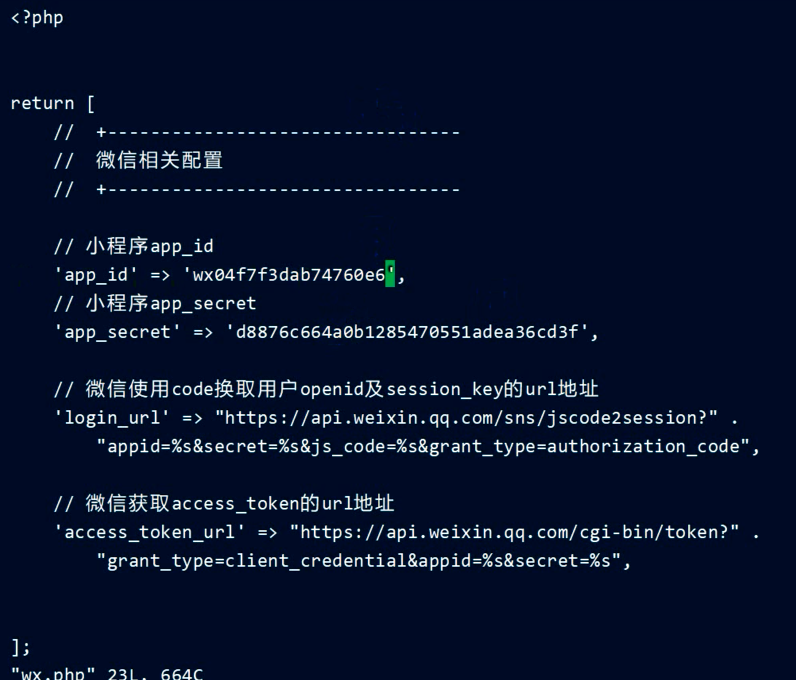 <?php
return [
// +---------------------------------
// 微信相关配置
// +---------------------------------
// 小程序app_id
'app_id' => 'wx04f7f3dab74760e6',
// 小程序app_secret
'app_secret' => 'd8876c664a0b1285470551adea36cd3f',
// 微信使用code换取用户openid及session_key的url地址
'login_url' => "https://api.weixin.qq.com/sns/jscode2session?" .
"appid=%s&secret=%s&js_code=%s&grant_type=authorization_code",
// 微信获取access_token的url地址
'access_token_url' => "https://api.weixin.qq.com/cgi-bin/token?" .
"grant_type=client_credential&appid=%s&secret=%s",
];
"wx.php" 23L, 664C